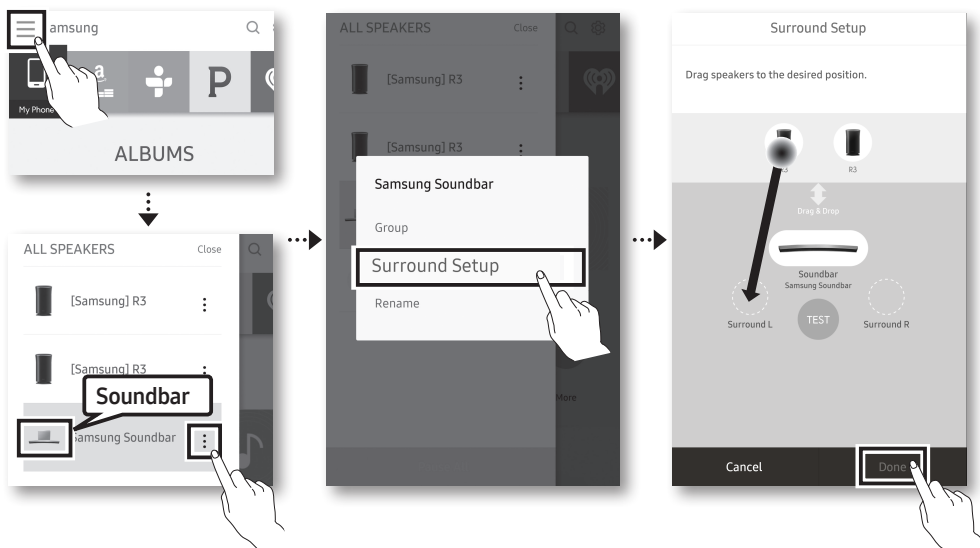 amsung
a
P
My Phone
ALBUMS
ALL SPEAKERS Close
[Samsung] R3
[Samsung] R3
Soundbar
Samsung Soundbar
ALL SPEAKERS Close
[Samsung] R3
[Samsung] R3
Samsung Soundbar
Group
Surround Setup
Rename
More
Surround Setup
Drag speakers to the desired position.
R3 R3
Drag & Drop
Soundbar
Samsung Soundbar
Surround L TEST Surround R
Cancel Done